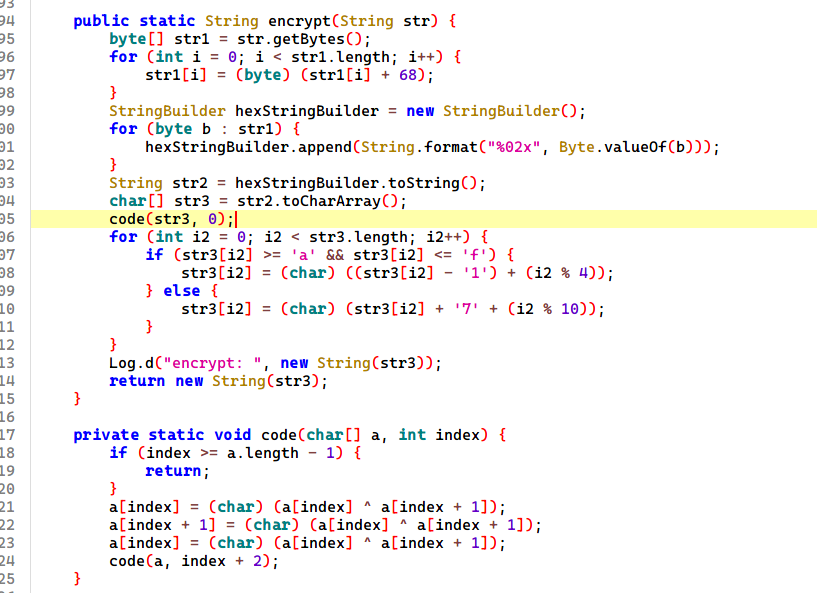 93
94 public static String encrypt(String str) {
95 byte[] str1 = str.getBytes();
96 for (int i = 0; i < str1.length; i++) {
97 str1[i] = (byte) (str1[i] + 68);
98 }
99 StringBuilder hexStringBuilder = new StringBuilder();
00 for (byte b : str1) {
01 hexStringBuilder.append(String.format("%02x", Byte.valueOf(b)));
02 }
03 String str2 = hexStringBuilder.toString();
04 char[] str3 = str2.toCharArray();
05 code(str3, 0);
06 for (int i2 = 0; i2 < str3.length; i2++) {
07 if (str3[i2] >= 'a' && str3[i2] <= 'f') {
08 str3[i2] = (char) ((str3[i2] - '1') + (i2 % 4));
09 } else {
10 str3[i2] = (char) (str3[i2] + '7' + (i2 % 10));
11 }
12 }
13 Log.d("encrypt: ", new String(str3));
14 return new String(str3);
15 }
16
17 private static void code(char[] a, int index) {
18 if (index >= a.length - 1) {
19 return;
20 }
21 a[index] = (char) (a[index] ^ a[index + 1]);
22 a[index + 1] = (char) (a[index] ^ a[index + 1]);
23 a[index] = (char) (a[index] ^ a[index + 1]);
24 code(a, index + 2);
25 }